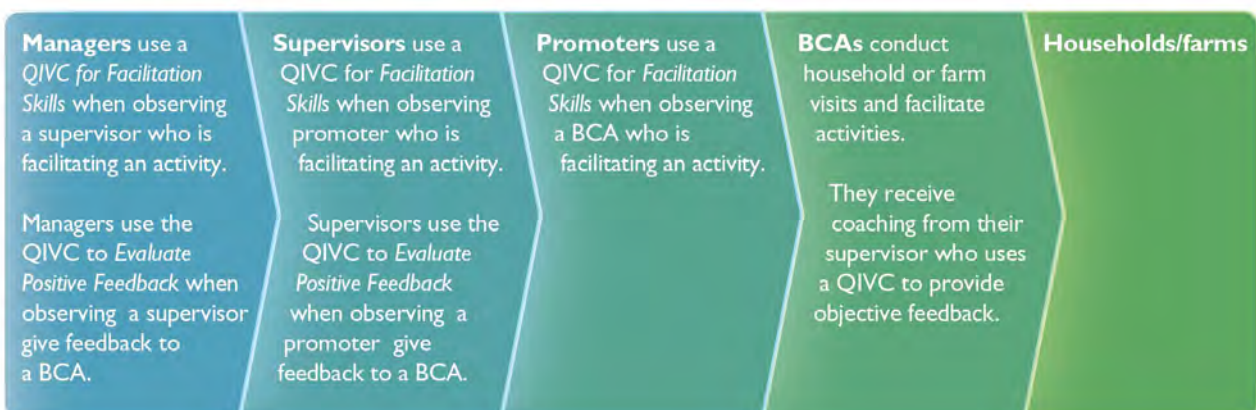 Managers use a
QIVC for Facilitation
Skills when observing
a supervisor who is
facilitating an activity.
Managers use the
QIVC to Evaluate
Positive Feedback when
observing a supervisor
give feedback to
a BCA.
Supervisors use a
QIVC for Facilitation
Skills when observing
promoter who is
facilitating an activity.
Supervisors use the
QIVC to Evaluate
Positive Feedback
when observing a
promoter give
feedback to a BCA.
Promoters use a
QIVC for Facilitation
Skills when observing
a BCA who is
facilitating an activity.
BCAs conduct
household or farm
visits and facilitate
activities.
They receive
coaching from their
supervisor who uses
a QIVC to provide
objective feedback.
Households/farms